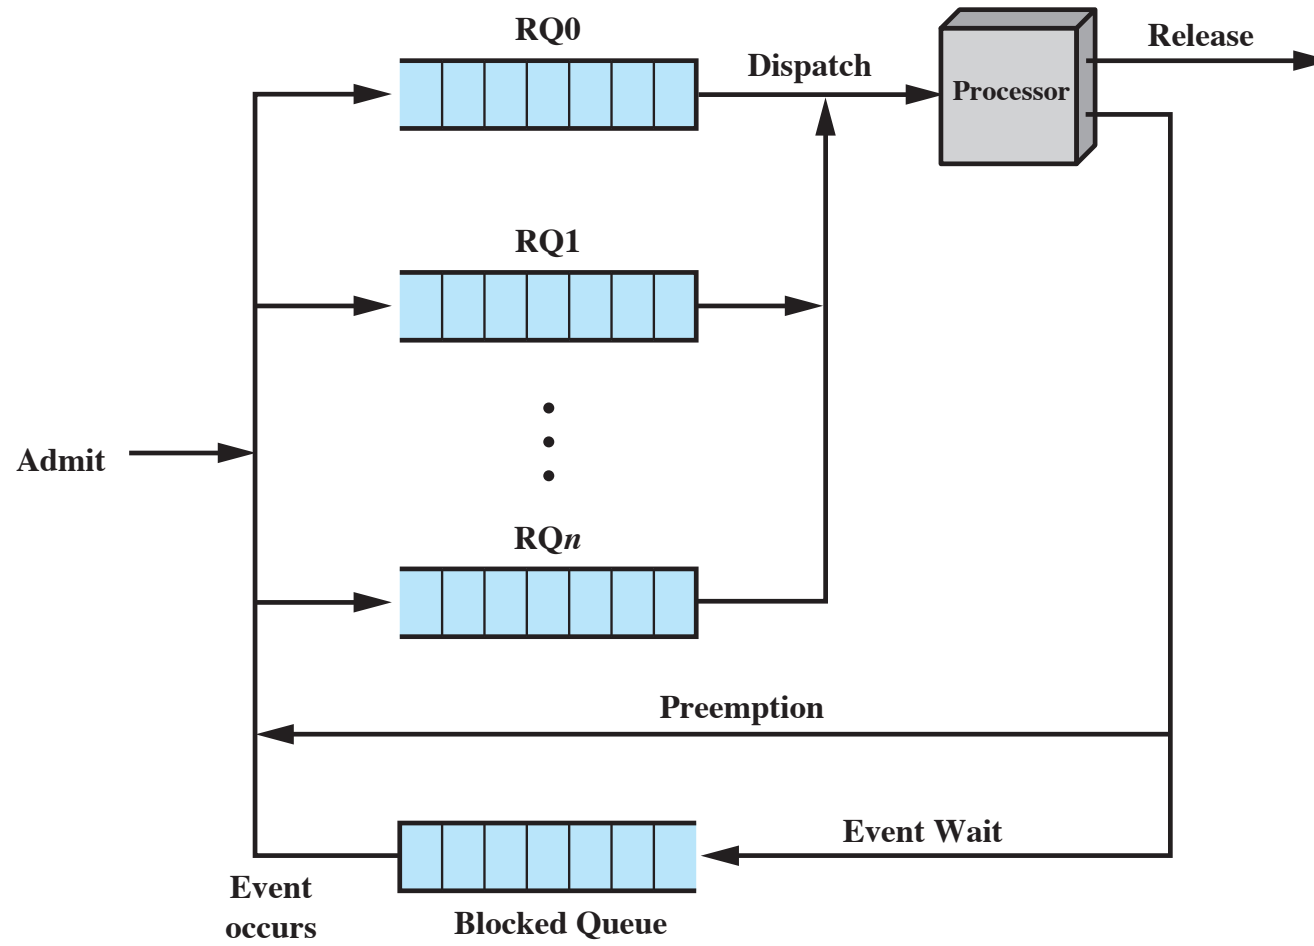 RQ0
Release
Dispatch
Processor
RQ1
Admit
RQn
Preemption
Event Wait
Event
occurs
Blocked Queue